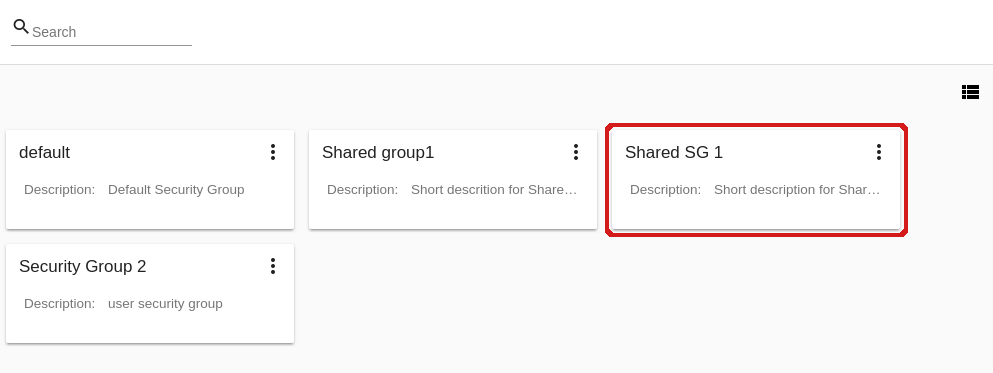 Search
default
Description: Default Security Group
Shared group1
Description: Short descrition for Share…
Shared SG 1
Description: Short description for Shar…
Security Group 2
Description: user security group